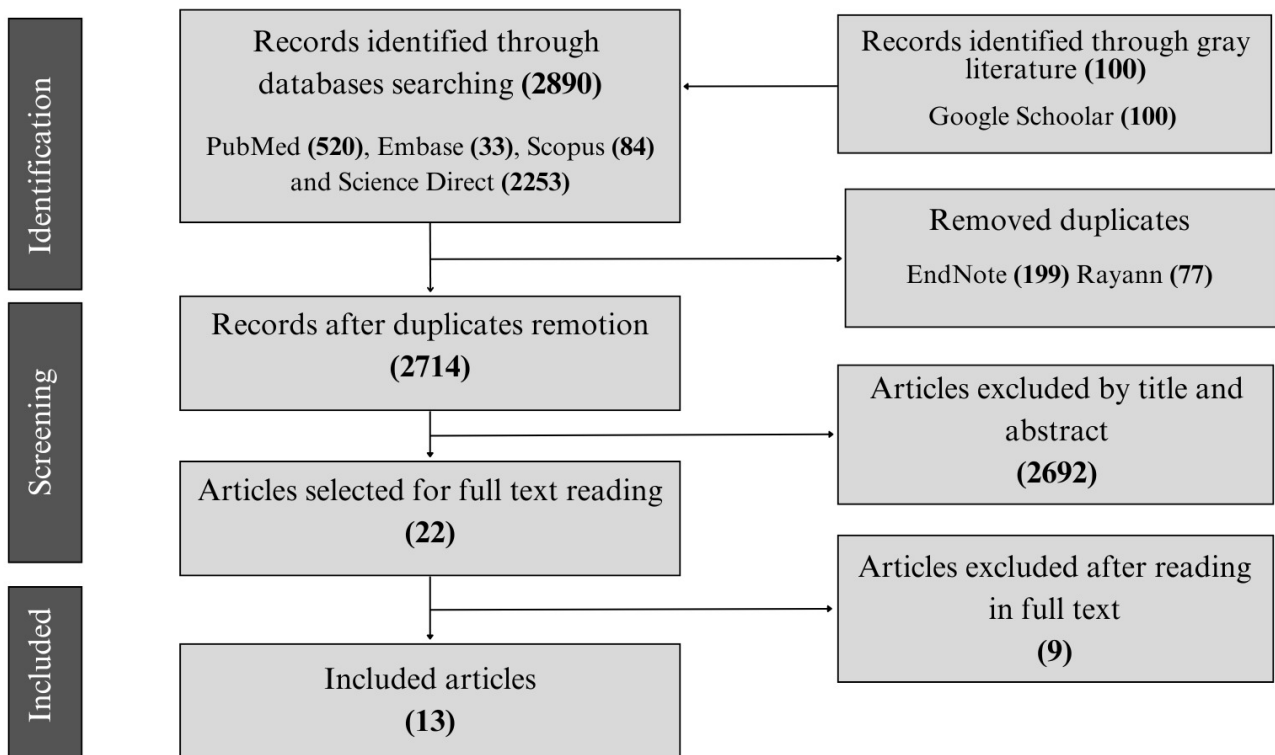 Identification
Records identified through
databases searching (2890)
PubMed (520), Embase (33), Scopus (84)
and Science Direct (2253)
Records identified through gray
literature (100)
Google Schoolar (100)
Removed duplicates
EndNote (199) Rayann (77)
Screening
Records after duplicates remotion
(2714)
Articles excluded by title and
abstract
(2692)
Articles selected for full text reading
(22)
Articles excluded after reading
in full text
(9)
Included
Included articles
(13)